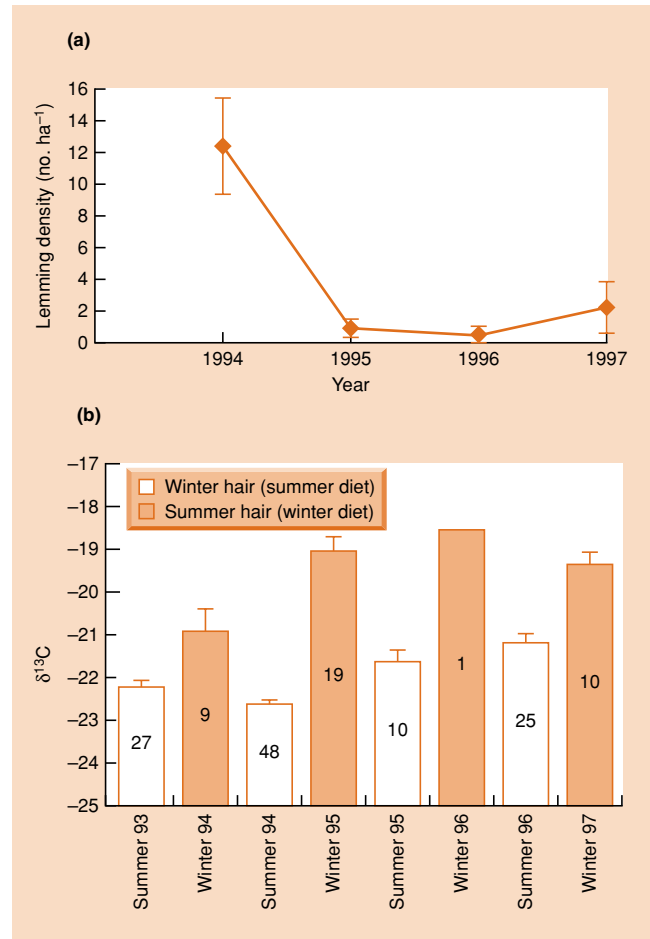 (a)
Lemming density (no. ha⁻¹)
16
14
12
10
8
6
4
2
0
1994
1995
1996
1997
Year
(b)
δ¹³C
–17
–18
–19
–20
–21
–22
–23
–24
–25
Winter hair (summer diet)
Summer hair (winter diet)
27
9
48
19
10
1
25
10
Summer 93
Winter 94
Summer 94
Winter 95
Summer 95
Winter 96
Summer 96
Winter 97